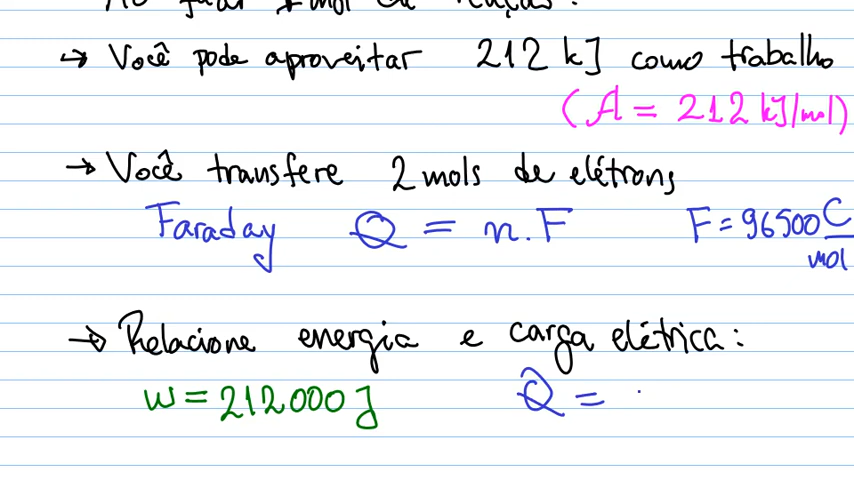 → Você pode aproveitar 212 kJ como trabalho
(A = 212 kJ/mol)
→ Você transfere 2 mols de elétrons
Faraday Q = n.F F = 96500 C/mol
→ Relacione energia e carga elétrica:
w = 212000 J Q =